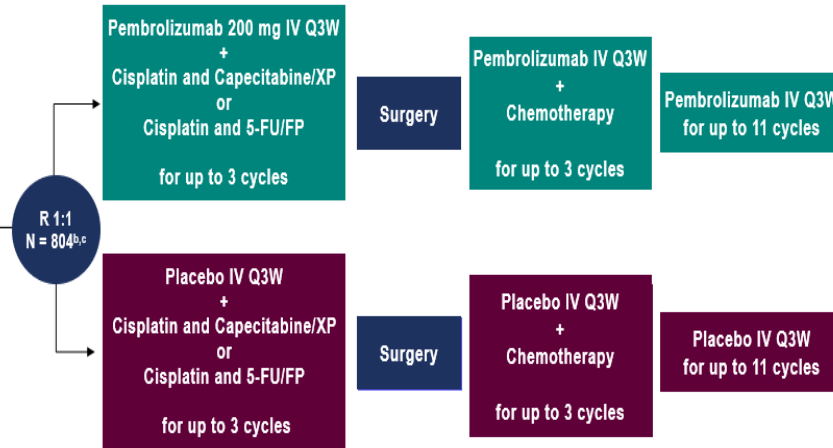 Pembrolizumab 200 mg IV Q3W
+
Cisplatin and Capecitabine/XP
or
Cisplatin and 5-FU/FP
for up to 3 cycles
Surgery
Pembrolizumab IV Q3W
+
Chemotherapy
for up to 3 cycles
Pembrolizumab IV Q3W
for up to 11 cycles
R 1:1
N = 804b,c
Placebo IV Q3W
+
Cisplatin and Capecitabine/XP
or
Cisplatin and 5-FU/FP
for up to 3 cycles
Surgery
Placebo IV Q3W
+
Chemotherapy
for up to 3 cycles
Placebo IV Q3W
for up to 11 cycles